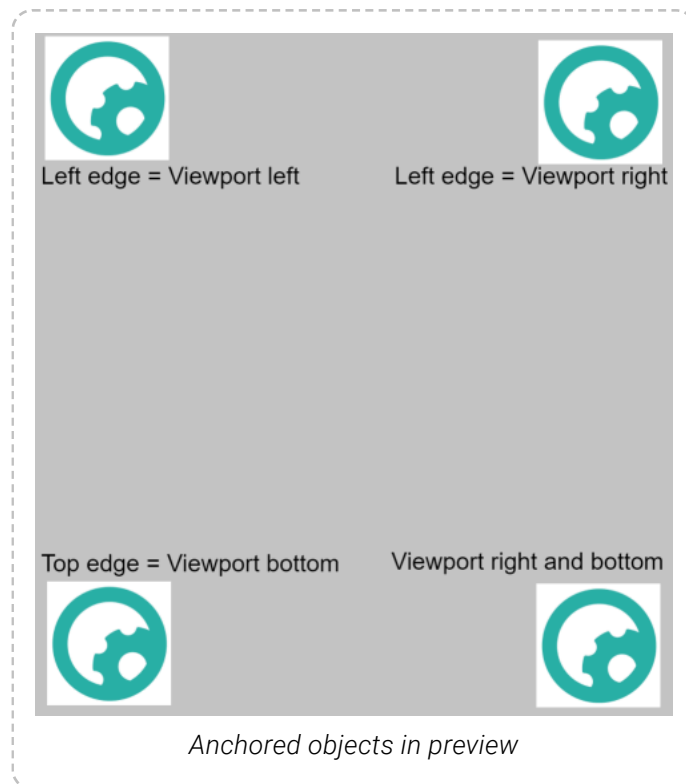 Left edge = Viewport left
Left edge = Viewport right
Top edge = Viewport bottom
Viewport right and bottom
Anchored objects in preview